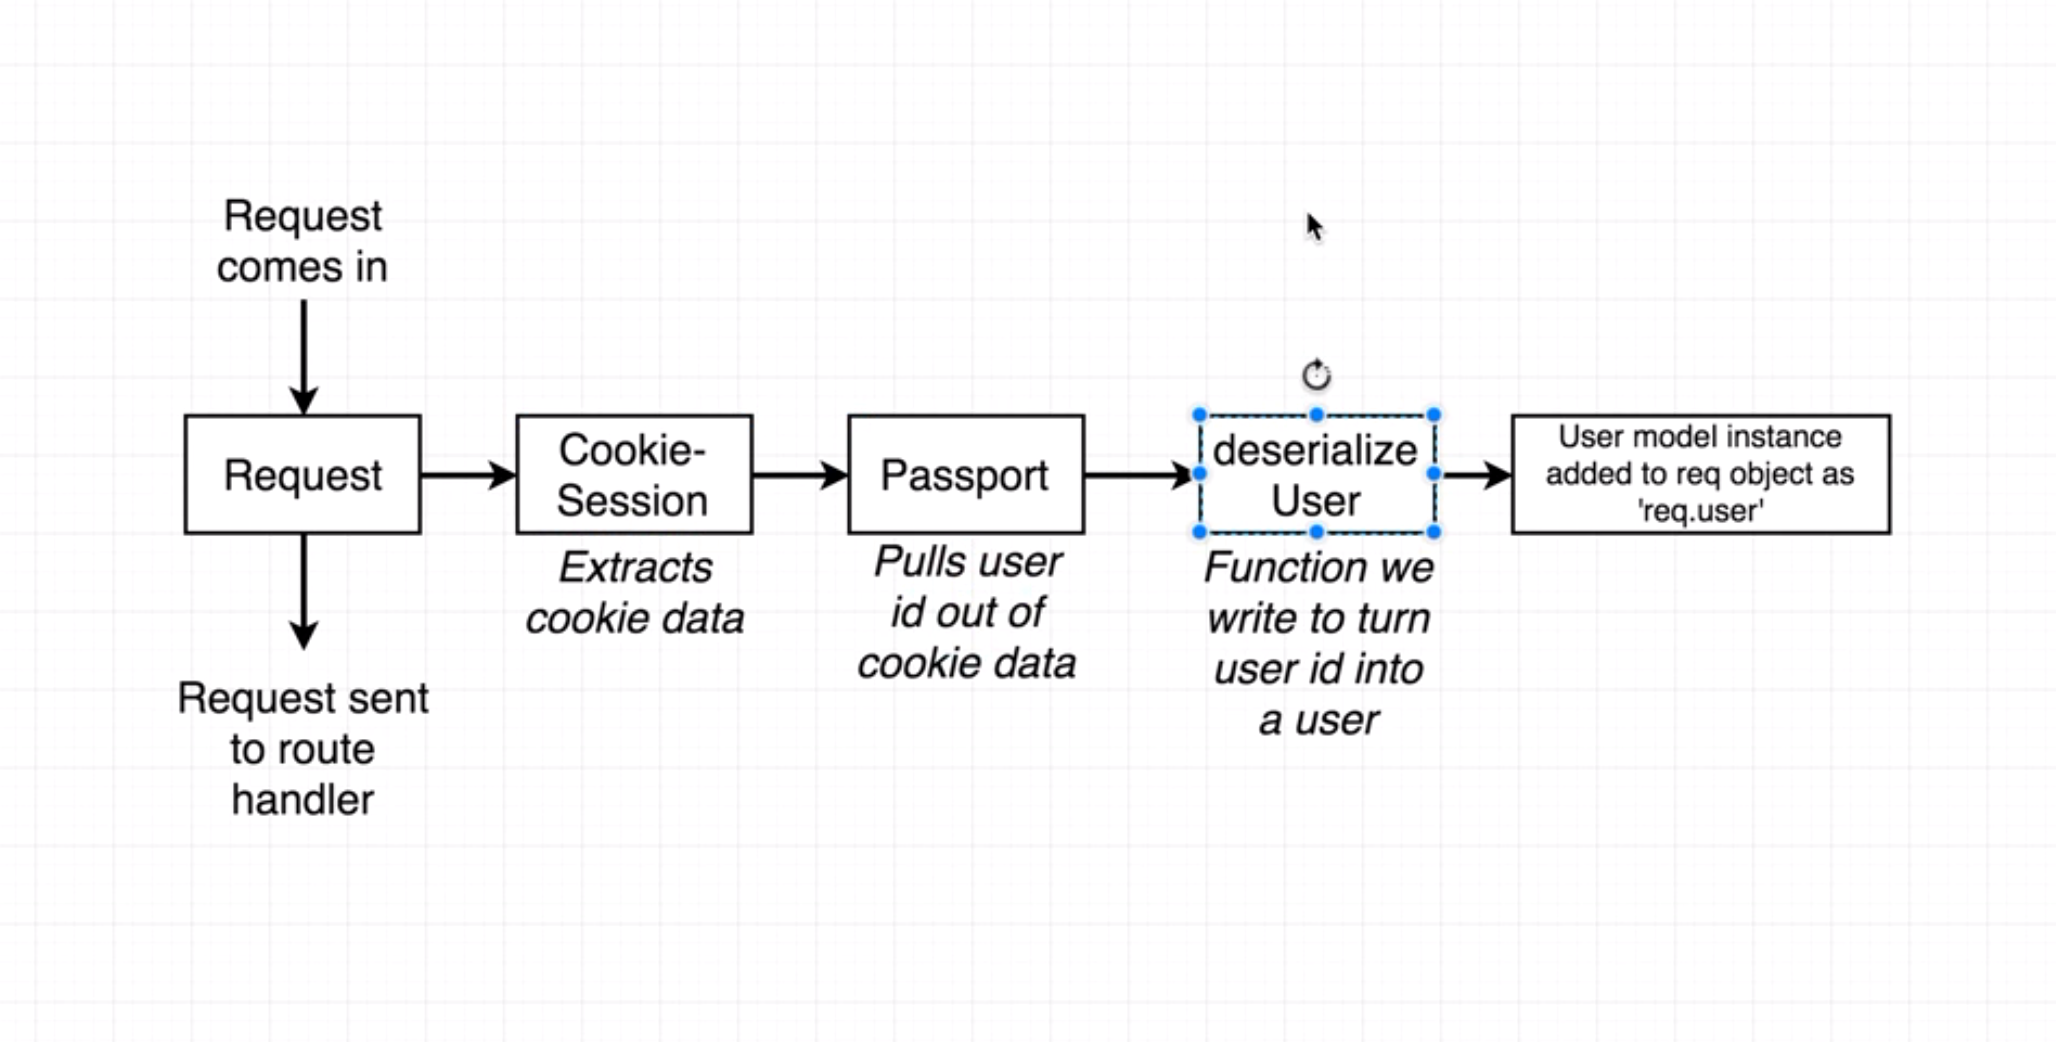 Request
comes in
Request
Cookie-
Session
Extracts
cookie data
Passport
Pulls user
id out of
cookie data
deserialize
User
Function we
write to turn
user id into
a user
User model instance
added to req object as
'req.user'
Request sent
to route
handler